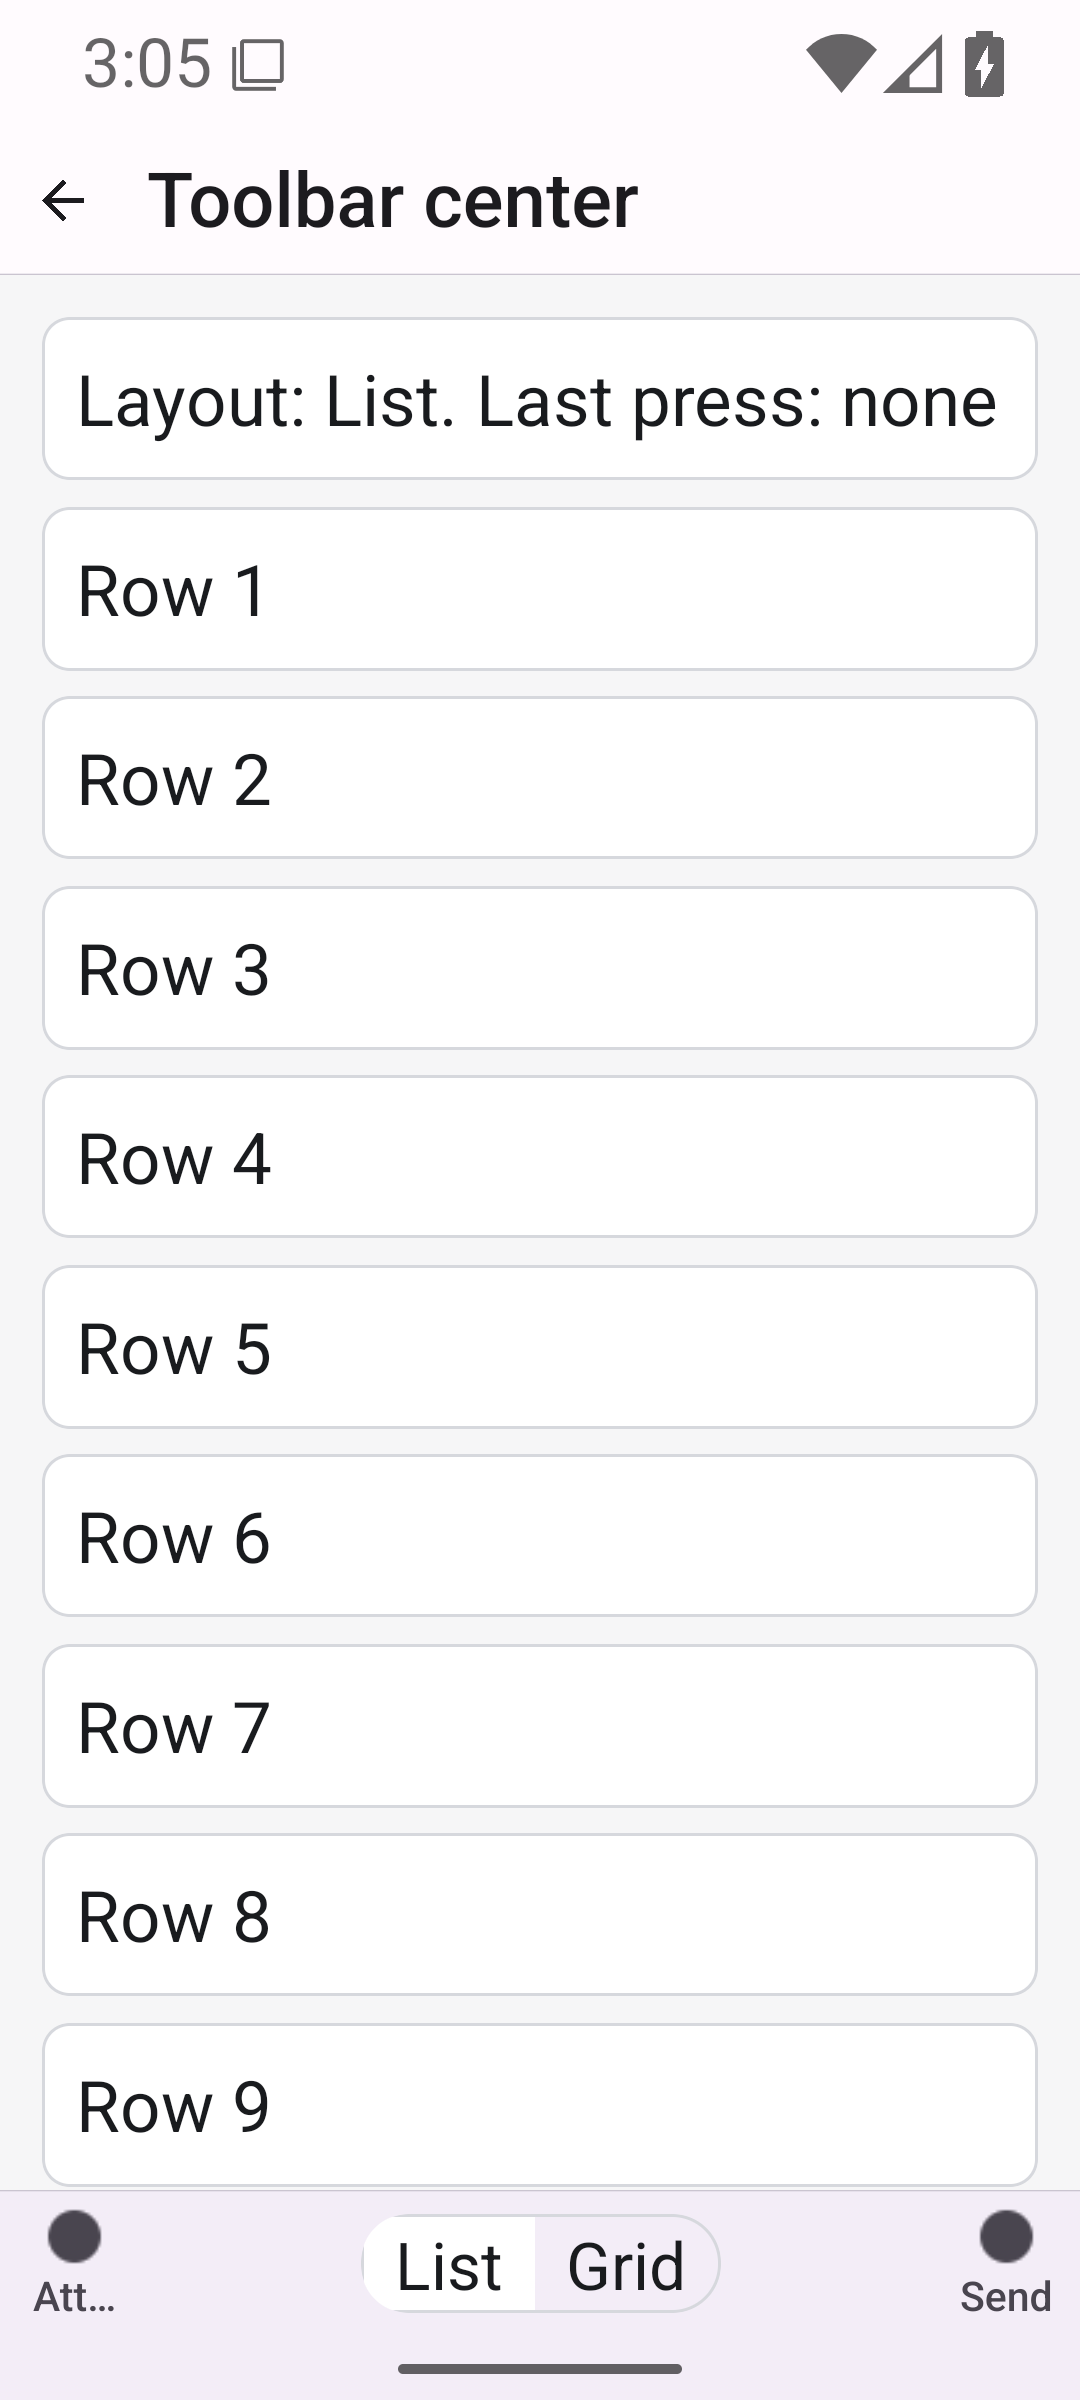 3:05
Toolbar center
Layout: List. Last press: none
Row 1
Row 2
Row 3
Row 4
Row 5
Row 6
Row 7
Row 8
Row 9
Att...
List Grid
Send